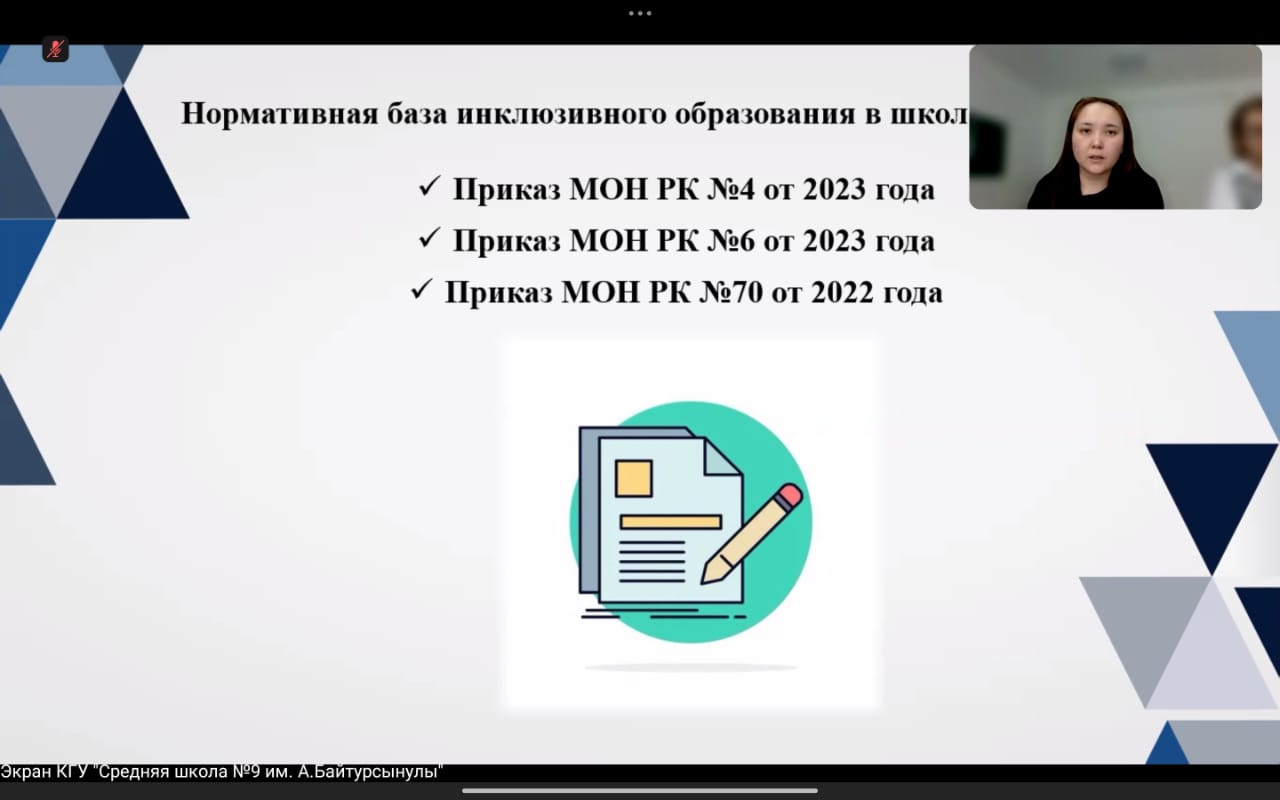 Нормативная база инклюзивного образования в школ
Приказ МОН РК №4 от 2023 года
Приказ МОН РК №6 от 2023 года
Приказ МОН РК №70 от 2022 года
Экран КГУ "Средняя школа №9 им. А.Байтурсынулы"